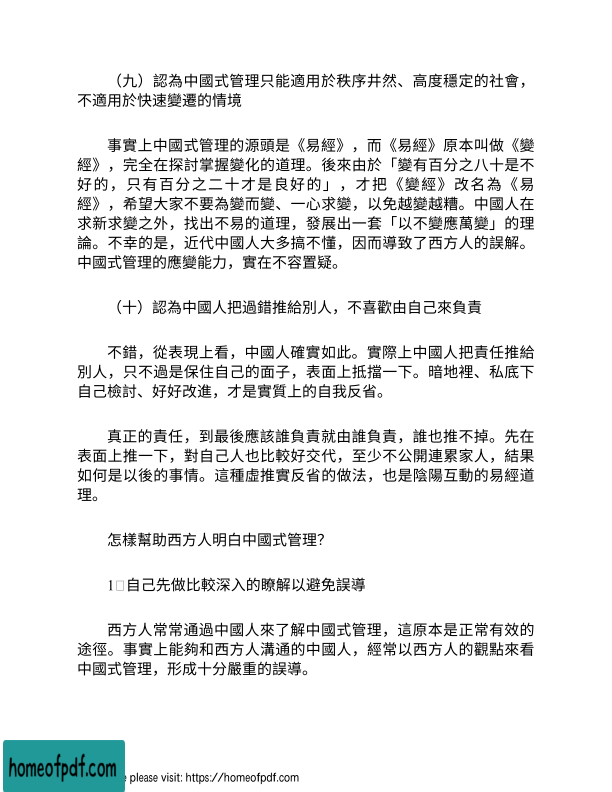 （九）認為中國式管理只能適用於秩序井然、高度穩定的社會，
不適用於快速變遷的情境
事實上中國式管理的源頭是《易經》，而《易經》原本叫做《變
經》，完全在探討掌握變化的道理。後來由於「變有百分之八十是不
好的，只有百分之二十才是良好的」，才把《變經》改名為《易
經》，希望大家不要為變而變、一心求變，以免越變越糟。中國人在
求新求變之外，找出不易的道理，發展出一套「以不變應萬變」的理
論。不幸的是，近代中國人大多搞不懂，因而導致了西方人的誤解。
中國式管理的應變能力，實在不容置疑。
（十）認為中國人把過錯推給別人，不喜歡由自己來負責
不錯，從表現上看，中國人確實如此。實際上中國人把責任推給
別人，只不過是保住自己的面子，表面上抵擋一下。暗地裡、私底下
自己檢討、好好改進，才是實質上的自我反省。
真正的責任，到最後應該誰負責就由誰負責，誰也推不掉。先在
表面上推一下，對自己人也比較好交代，至少不公開連累家人，結果
如何是以後的事情。這種虛推實反省的做法，也是陰陽互動的易經道
理。
怎樣幫助西方人明白中國式管理？
1□自己先做比較深入的瞭解以避免誤導
西方人常常通過中國人來了解中國式管理，這原本是正常有效的
途徑。事實上能夠和西方人溝通的中國人，經常以西方人的觀點來看
中國式管理，形成十分嚴重的誤導。
homeofpdf.com
e please visit: https://homeofpdf.com